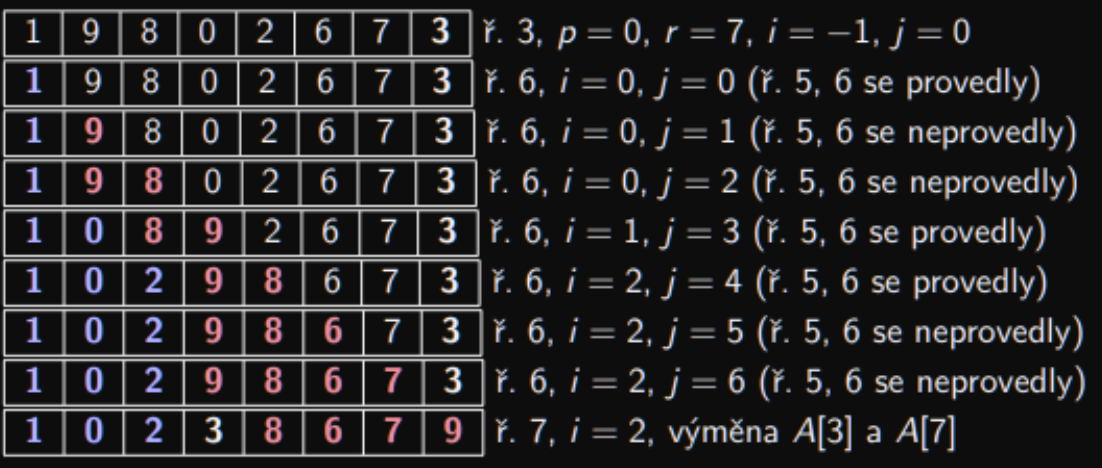 1 9 8 0 2 6 7 3 ř. 3, p = 0, r = 7, i = −1, j = 0
1 9 8 0 2 6 7 3 ř. 6, i = 0, j = 0 (ř. 5, 6 se provedly)
1 9 8 0 2 6 7 3 ř. 6, i = 0, j = 1 (ř. 5, 6 se neprovedly)
1 9 8 0 2 6 7 3 ř. 6, i = 0, j = 2 (ř. 5, 6 se neprovedly)
1 0 8 9 2 6 7 3 ř. 6, i = 1, j = 3 (ř. 5, 6 se provedly)
1 0 2 9 8 6 7 3 ř. 6, i = 2, j = 4 (ř. 5, 6 se provedly)
1 0 2 9 8 6 7 3 ř. 6, i = 2, j = 5 (ř. 5, 6 se neprovedly)
1 0 2 9 8 6 7 3 ř. 6, i = 2, j = 6 (ř. 5, 6 se neprovedly)
1 0 2 3 8 6 7 9 ř. 7, i = 2, výměna A[3] a A[7]